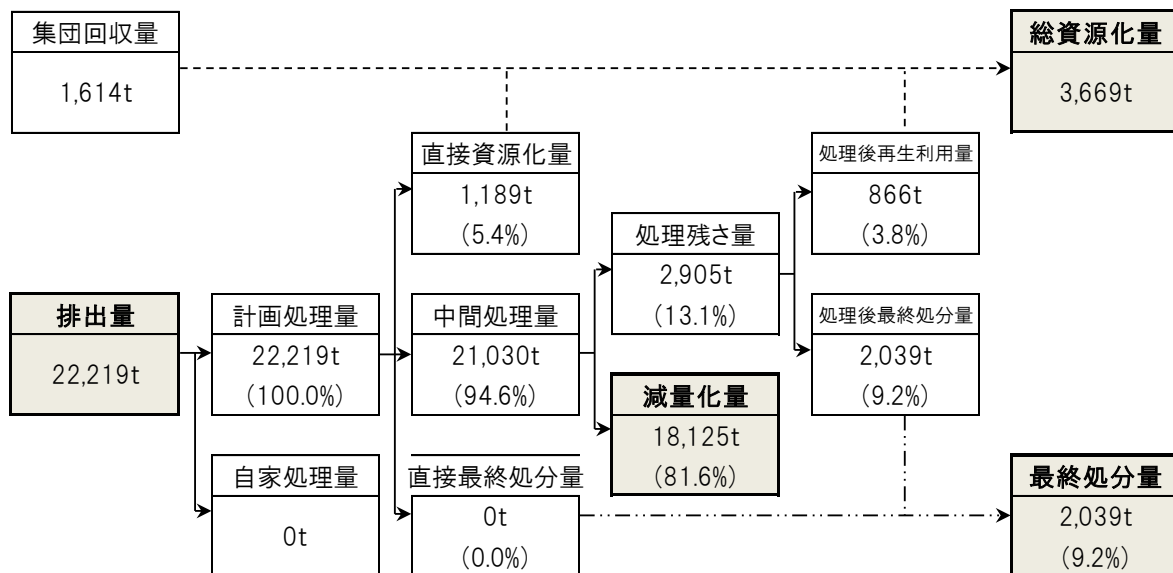 集団回収量
1,614t
総資源化量
3,669t
直接資源化量
1,189t
(5.4%)
処理後再生利用量
866t
(3.8%)
処理残さ量
2,905t
(13.1%)
排出量
22,219t
計画処理量
22,219t
(100.0%)
中間処理量
21,030t
(94.6%)
処理後最終処分量
2,039t
(9.2%)
減量化量
18,125t
(81.6%)
自家処理量
0t
直接最終処分量
0t
(0.0%)
最終処分量
2,039t
(9.2%)